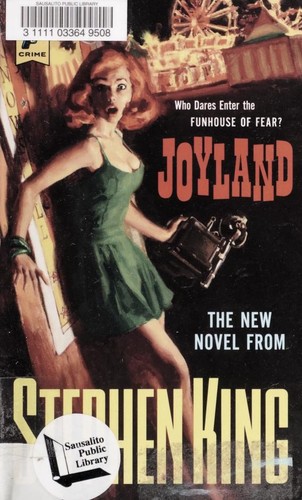 SAUSALITO PUBLIC LIBRARY
3 1111 03364 9508
CRIME
Who Dares Enter the
FUNHOUSE OF FEAR?
JOYLAND
THE NEW
NOVEL FROM
STEPHEN KING
Sausalito
Public
Library